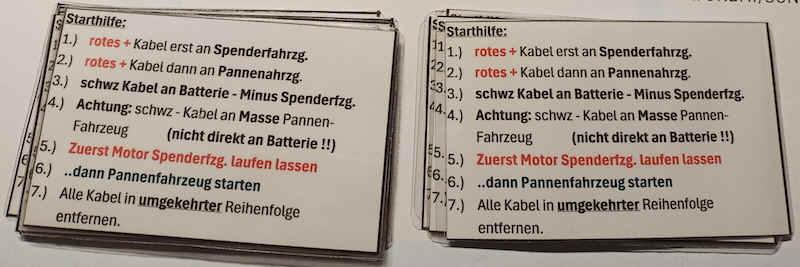 Starthilfe:
1.) rotes + Kabel erst an Spenderfahrzg.
2.) rotes + Kabel dann an Pannenahrzg.
3.) schwz Kabel an Batterie - Minus Spenderfzg.
4.) Achtung: schwz - Kabel an Masse Pannen-
Fahrzeug (nicht direkt an Batterie !!)
5.) Zuerst Motor Spenderfzg. laufen lassen
6.) ..dann Pannenfahrzeug starten
7.) Alle Kabel in umgekehrter Reihenfolge
entfernen.
Starthilfe:
1.) rotes + Kabel erst an Spenderfahrzg.
2.) rotes + Kabel dann an Pannenahrzg.
3.) schwz Kabel an Batterie - Minus Spenderfzg.
4.) Achtung: schwz - Kabel an Masse Pannen-
Fahrzeug (nicht direkt an Batterie !!)
5.) Zuerst Motor Spenderfzg. laufen lassen
6.) ..dann Pannenfahrzeug starten
7.) Alle Kabel in umgekehrter Reihenfolge
entfernen.